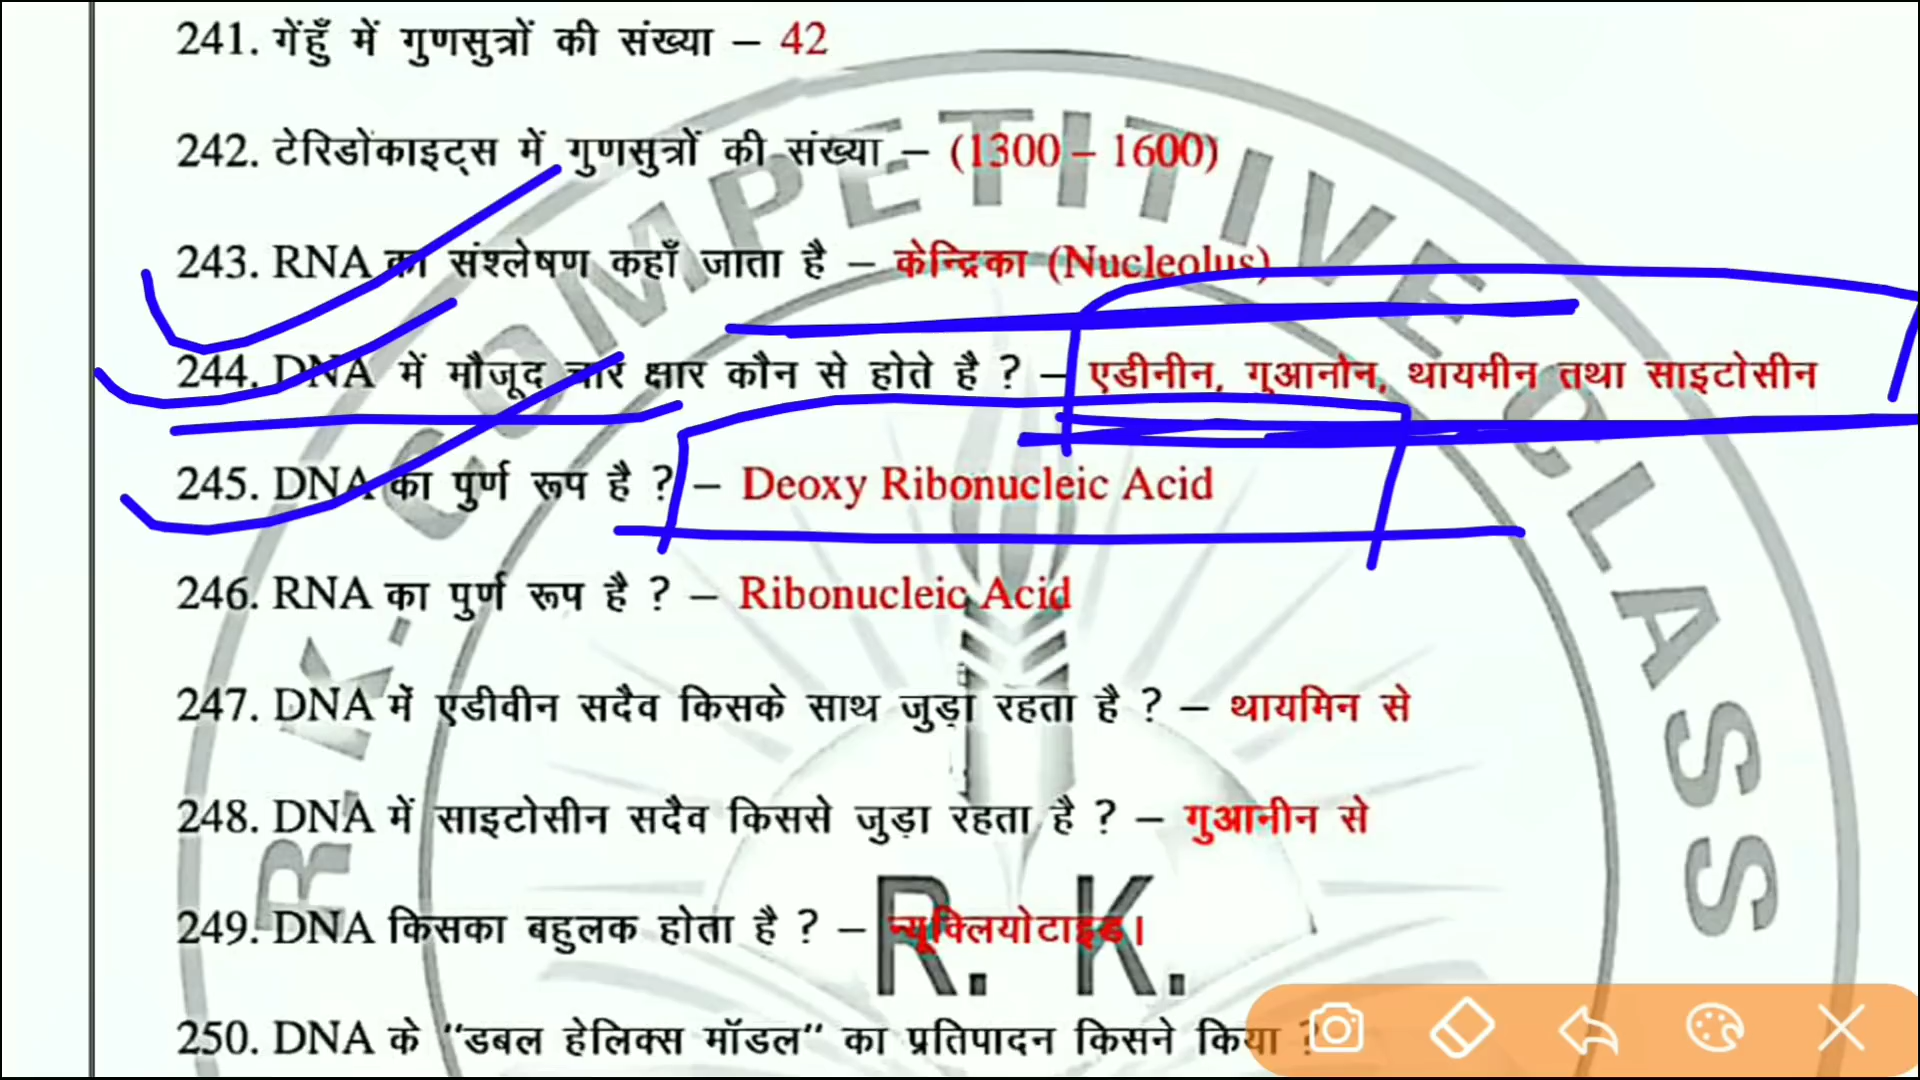 241. गेंहुँ में गुणसुत्रों की संख्या – 42
242. टेरिडोकाइट्स में गुणसुत्रों की संख्या – (1300 – 1600)
243. RNA का संश्लेषण कहाँ जाता है – केन्द्रिका (Nucleolus)
244. DNA में मौजूद चार क्षार कौन से होते है ? – एडीनीन, गुआनीन, थायमीन तथा साइटोसीन
245. DNA का पुर्ण रूप है ? – Deoxy Ribonucleic Acid
246. RNA का पुर्ण रूप है ? – Ribonucleic Acid
247. DNA में एडीवीन सदैव किसके साथ जुड़ा रहता है ? – थायमिन से
248. DNA में साइटोसीन सदैव किससे जुड़ा रहता है ? – गुआनीन से
249. DNA किसका बहुलक होता है ? – न्यूक्लियोटाइड।
250. DNA के “डबल हेलिक्स मॉडल” का प्रतिपादन किसने किया ?
R.K. COMPETITIVE CLASS
R. K.